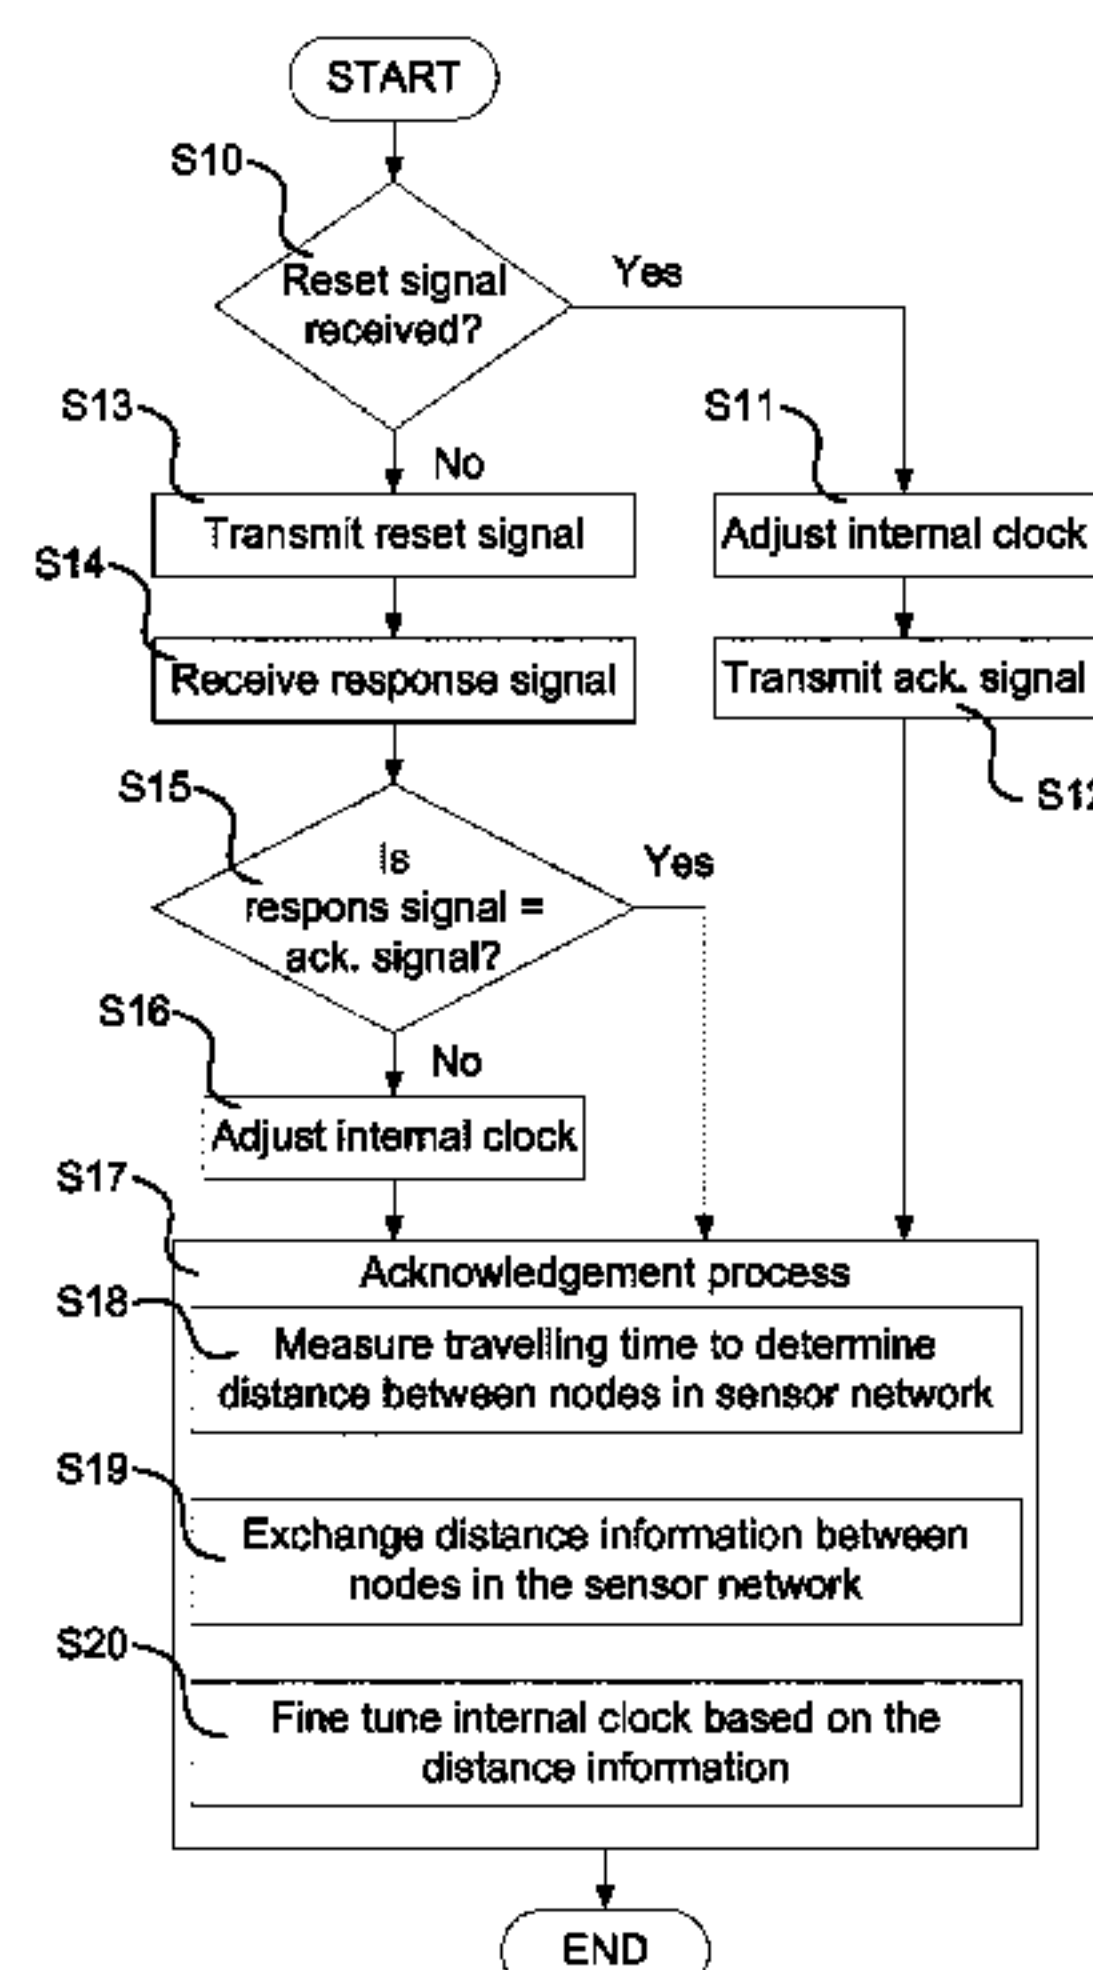 START
S10
Reset signal
received?
Yes
No
S13
Transmit reset signal
S11
Adjust internal clock
S14
Receive response signal
Transmit ack. signal
S12
S15
Is
respons signal =
ack. signal?
Yes
No
S16
Adjust internal clock
S17
Acknowledgement process
S18
Measure travelling time to determine
distance between nodes in sensor network
S19
Exchange distance information between
nodes in the sensor network
S20
Fine tune internal clock based on the
distance information
END